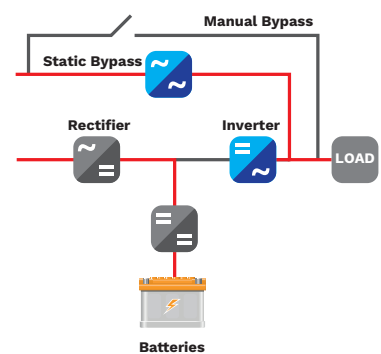 Manual Bypass
Static Bypass
Rectifier
Inverter
LOAD
Batteries